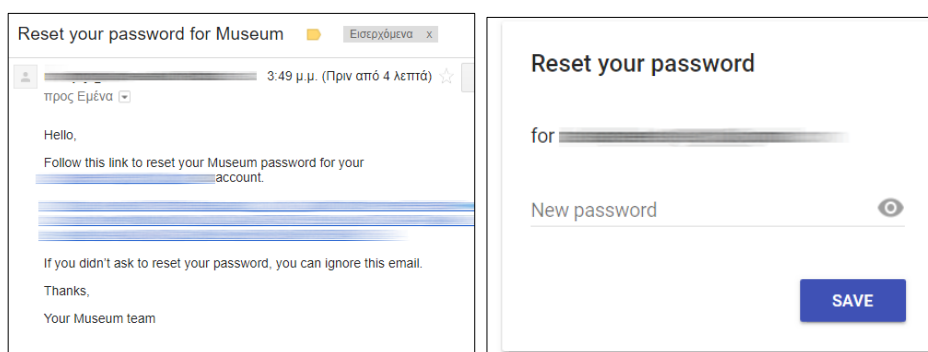 Reset your password for Museum
Εισερχόμενα x
3:49 μ.μ. (Πριν από 4 λεπτά)
προς Εμένα
Hello,
Follow this link to reset your Museum password for your
account.
If you didn't ask to reset your password, you can ignore this email.
Thanks,
Your Museum team
Reset your password
for
New password
SAVE